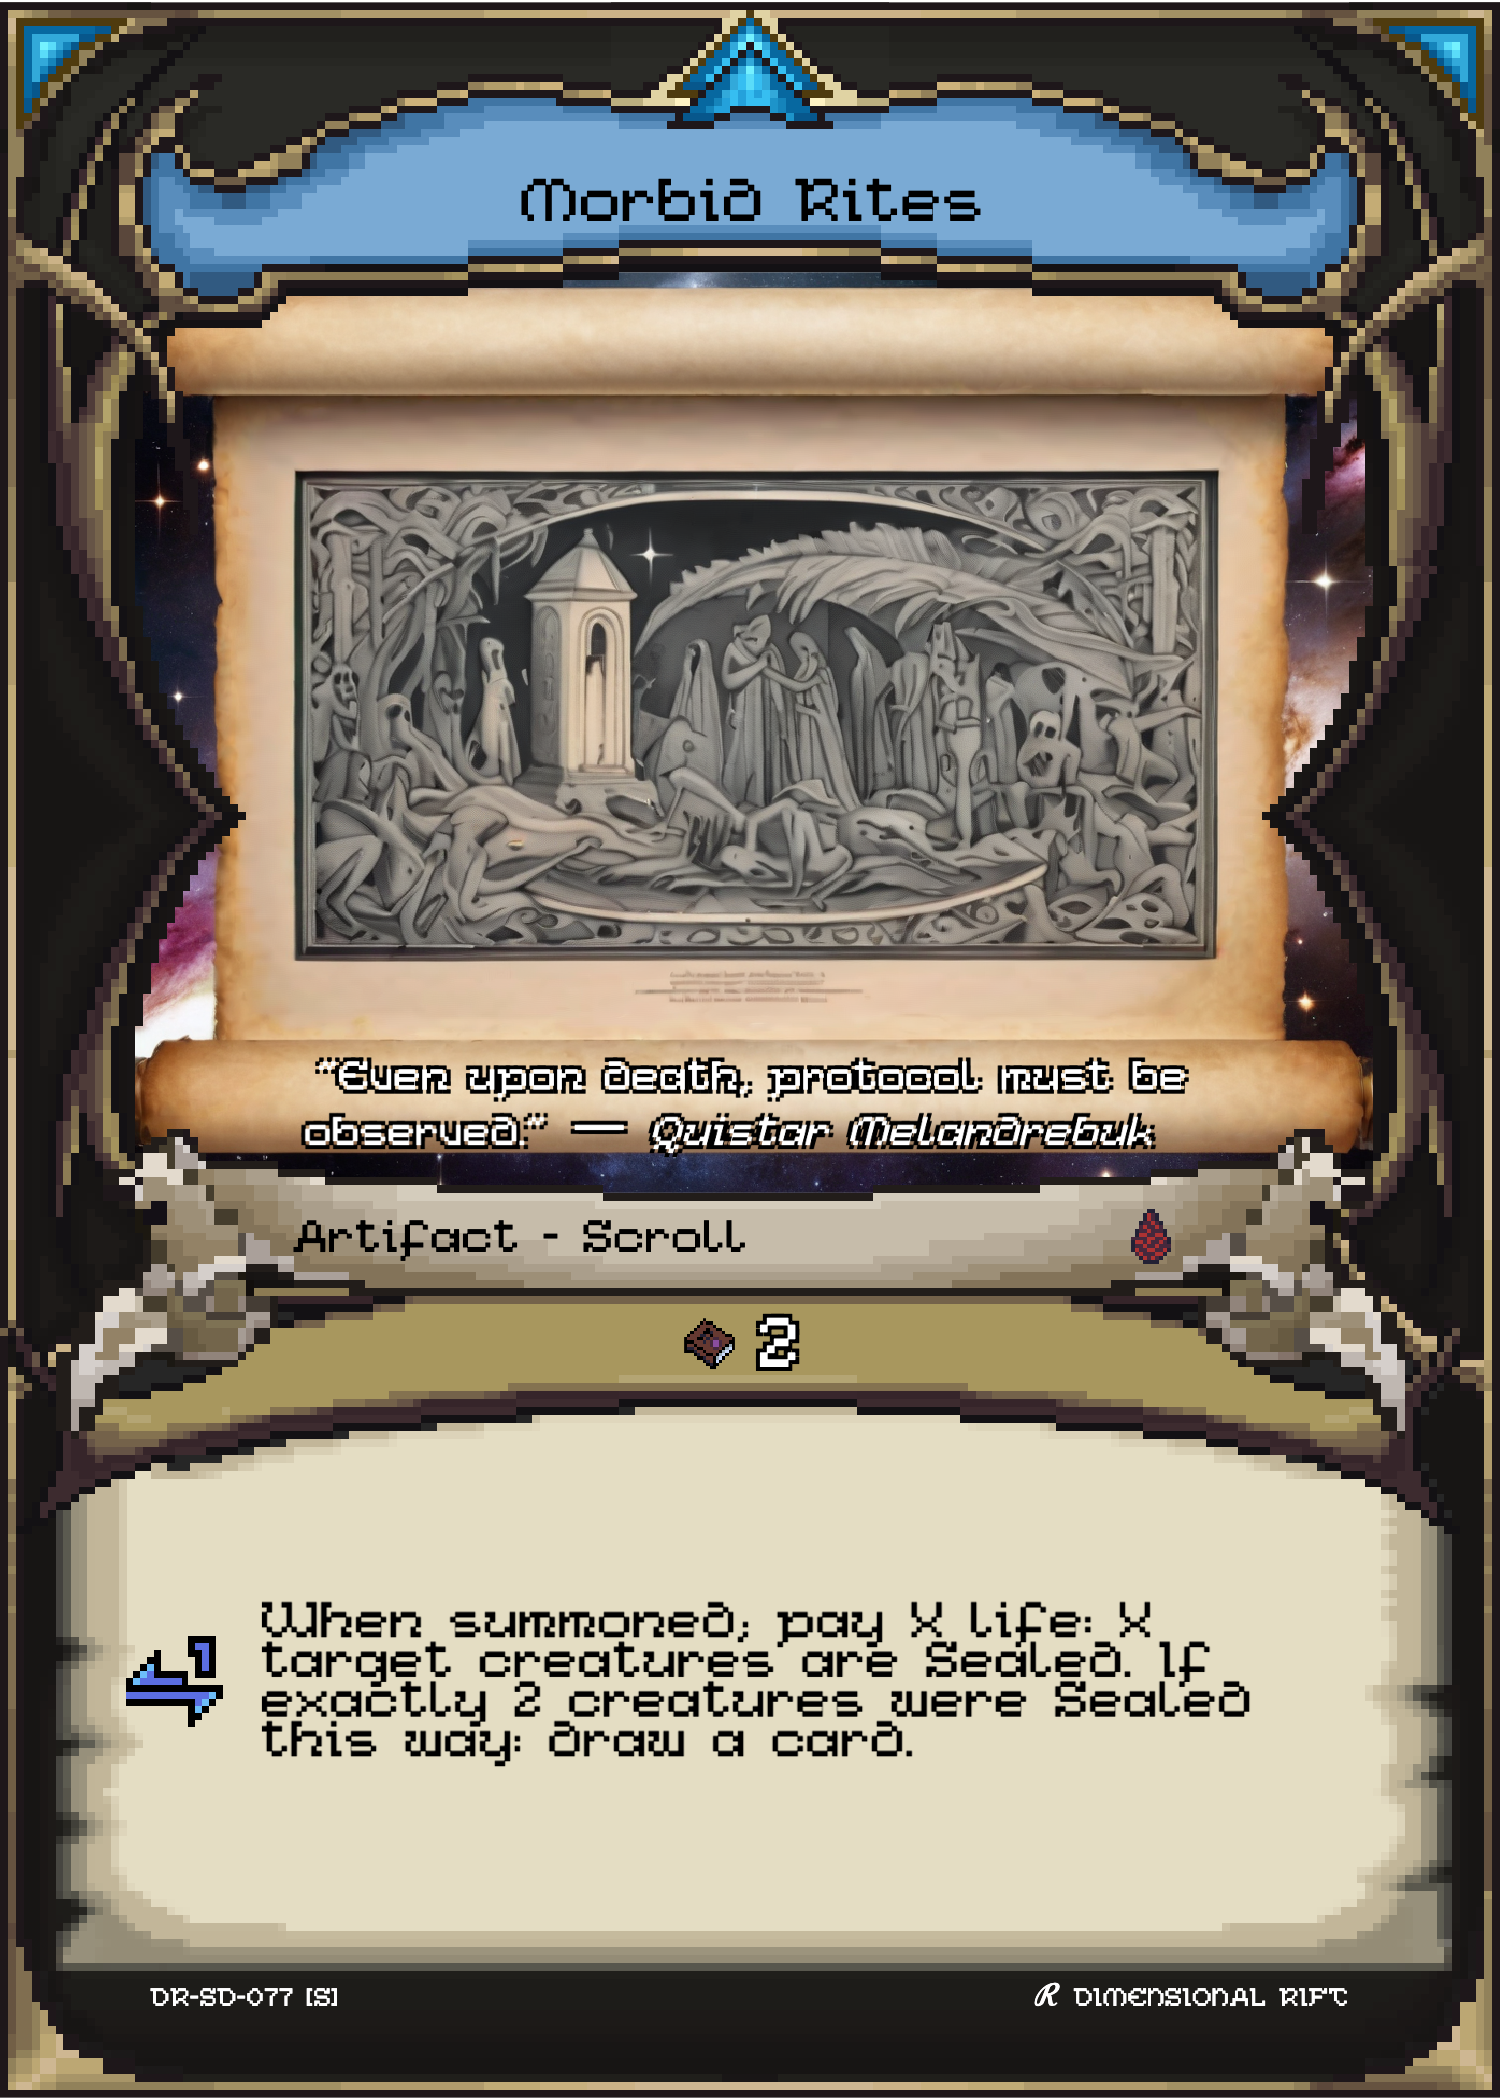 Morbid Rites
"Even upon death, protocol must be
observed." — Quistar Melandrebuk
Artifact - Scroll
2
1
When summoned; pay X life: X
target creatures are Sealed. If
exactly 2 creatures were Sealed
this way: draw a card.
DR-SD-077 [S]
R DIMENSIONAL RIFT